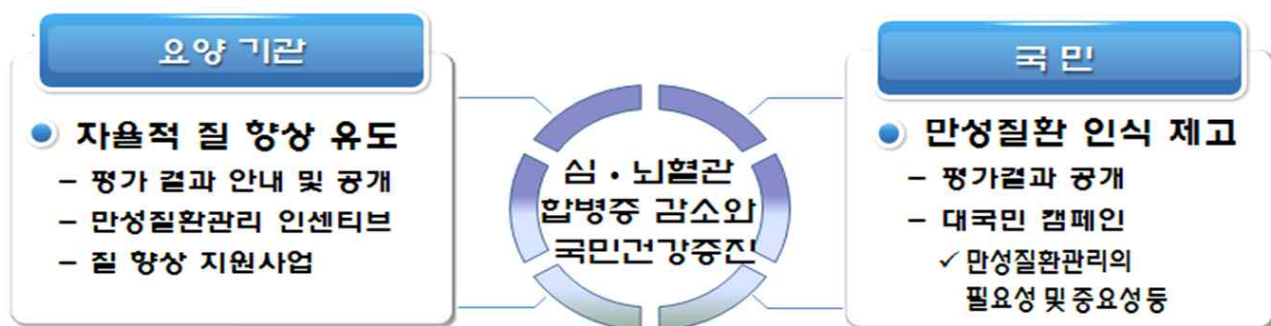 요양 기관
자율적 질 향상 유도
– 평가 결과 안내 및 공개
– 만성질환관리 인센티브
– 질 향상 지원사업
심 · 뇌혈관
합병증 감소와
국민건강증진
국 민
만성질환 인식 제고
– 평가결과 공개
– 대국민 캠페인
✓ 만성질환관리의
필요성 및 중요성 등